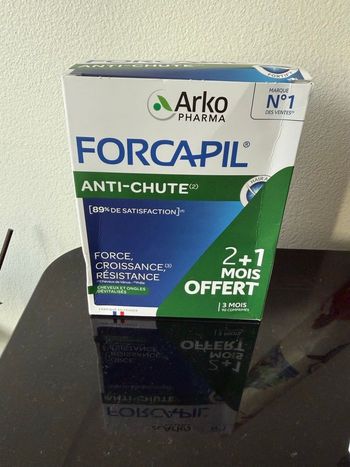 Arko
PHARMA
MARQUE
N°1
DES VENTES
FORCAPIL®
ANTI-CHUTE(2)
[89% DE SATISFACTION]
FORCE,
CROISSANCE,(3)
RÉSISTANCE
CHEVEUX ET ONGLES
DÉVITALISÉS
2+1
MOIS
OFFERT
3 MOIS